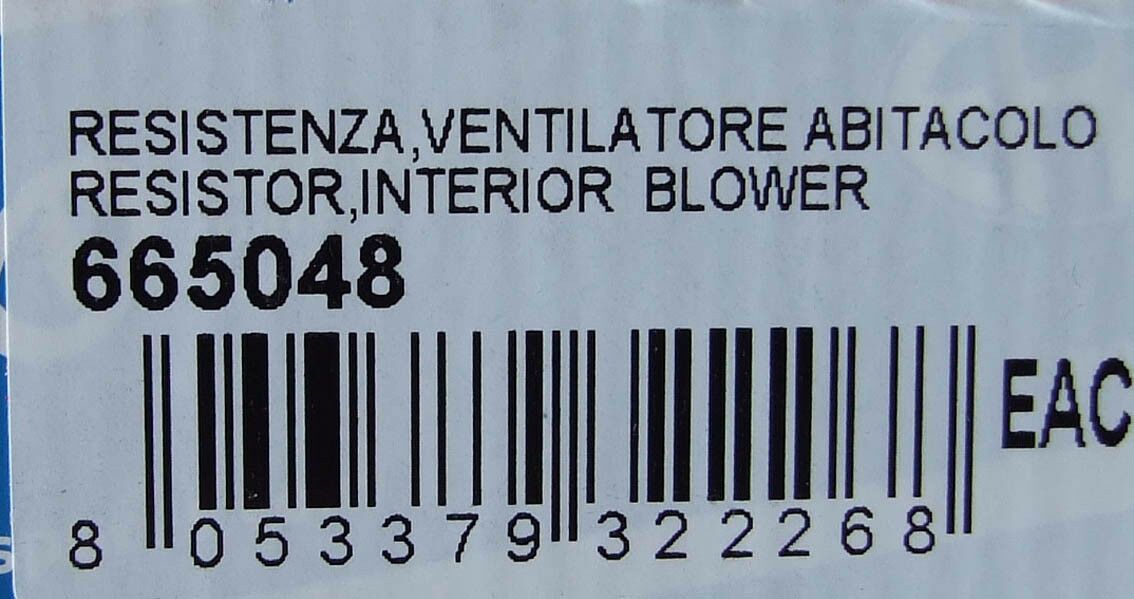 RESISTENZA,VENTILATORE ABITACOLO
RESISTOR,INTERIOR BLOWER
665048
EAC
8 053379 322268